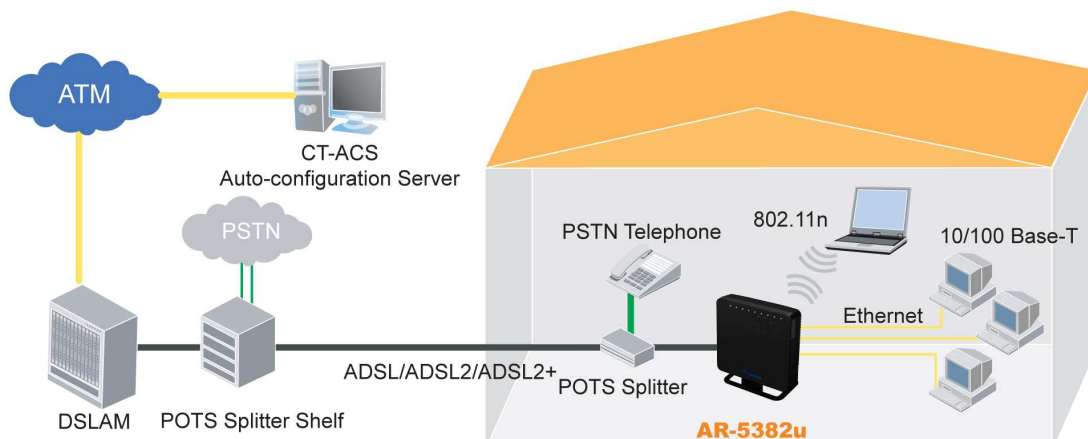 ATM
CT-ACS
Auto-configuration Server
PSTN
DSLAM
POTS Splitter Shelf
ADSL/ADSL2/ADSL2+
PSTN Telephone
802.11n
10/100 Base-T
Ethernet
POTS Splitter
AR-5382u